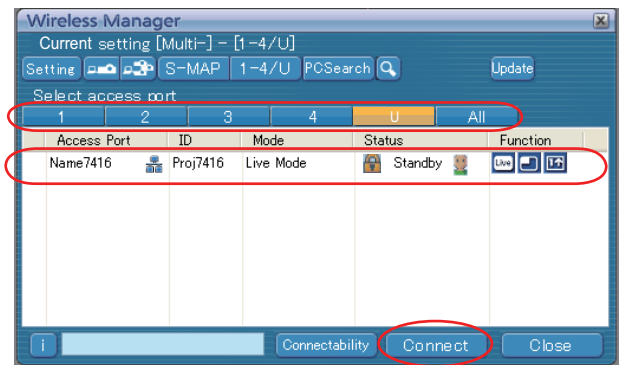 Wireless Manager
Current setting [Multi-] - [1-4/U]
Setting S-MAP 1-4/U PCSearch Update
Select access port
1 2 3 4 U All
Access Port ID Mode Status Function
Name7416 Proj7416 Live Mode Standby Live
i Connectability Connect Close